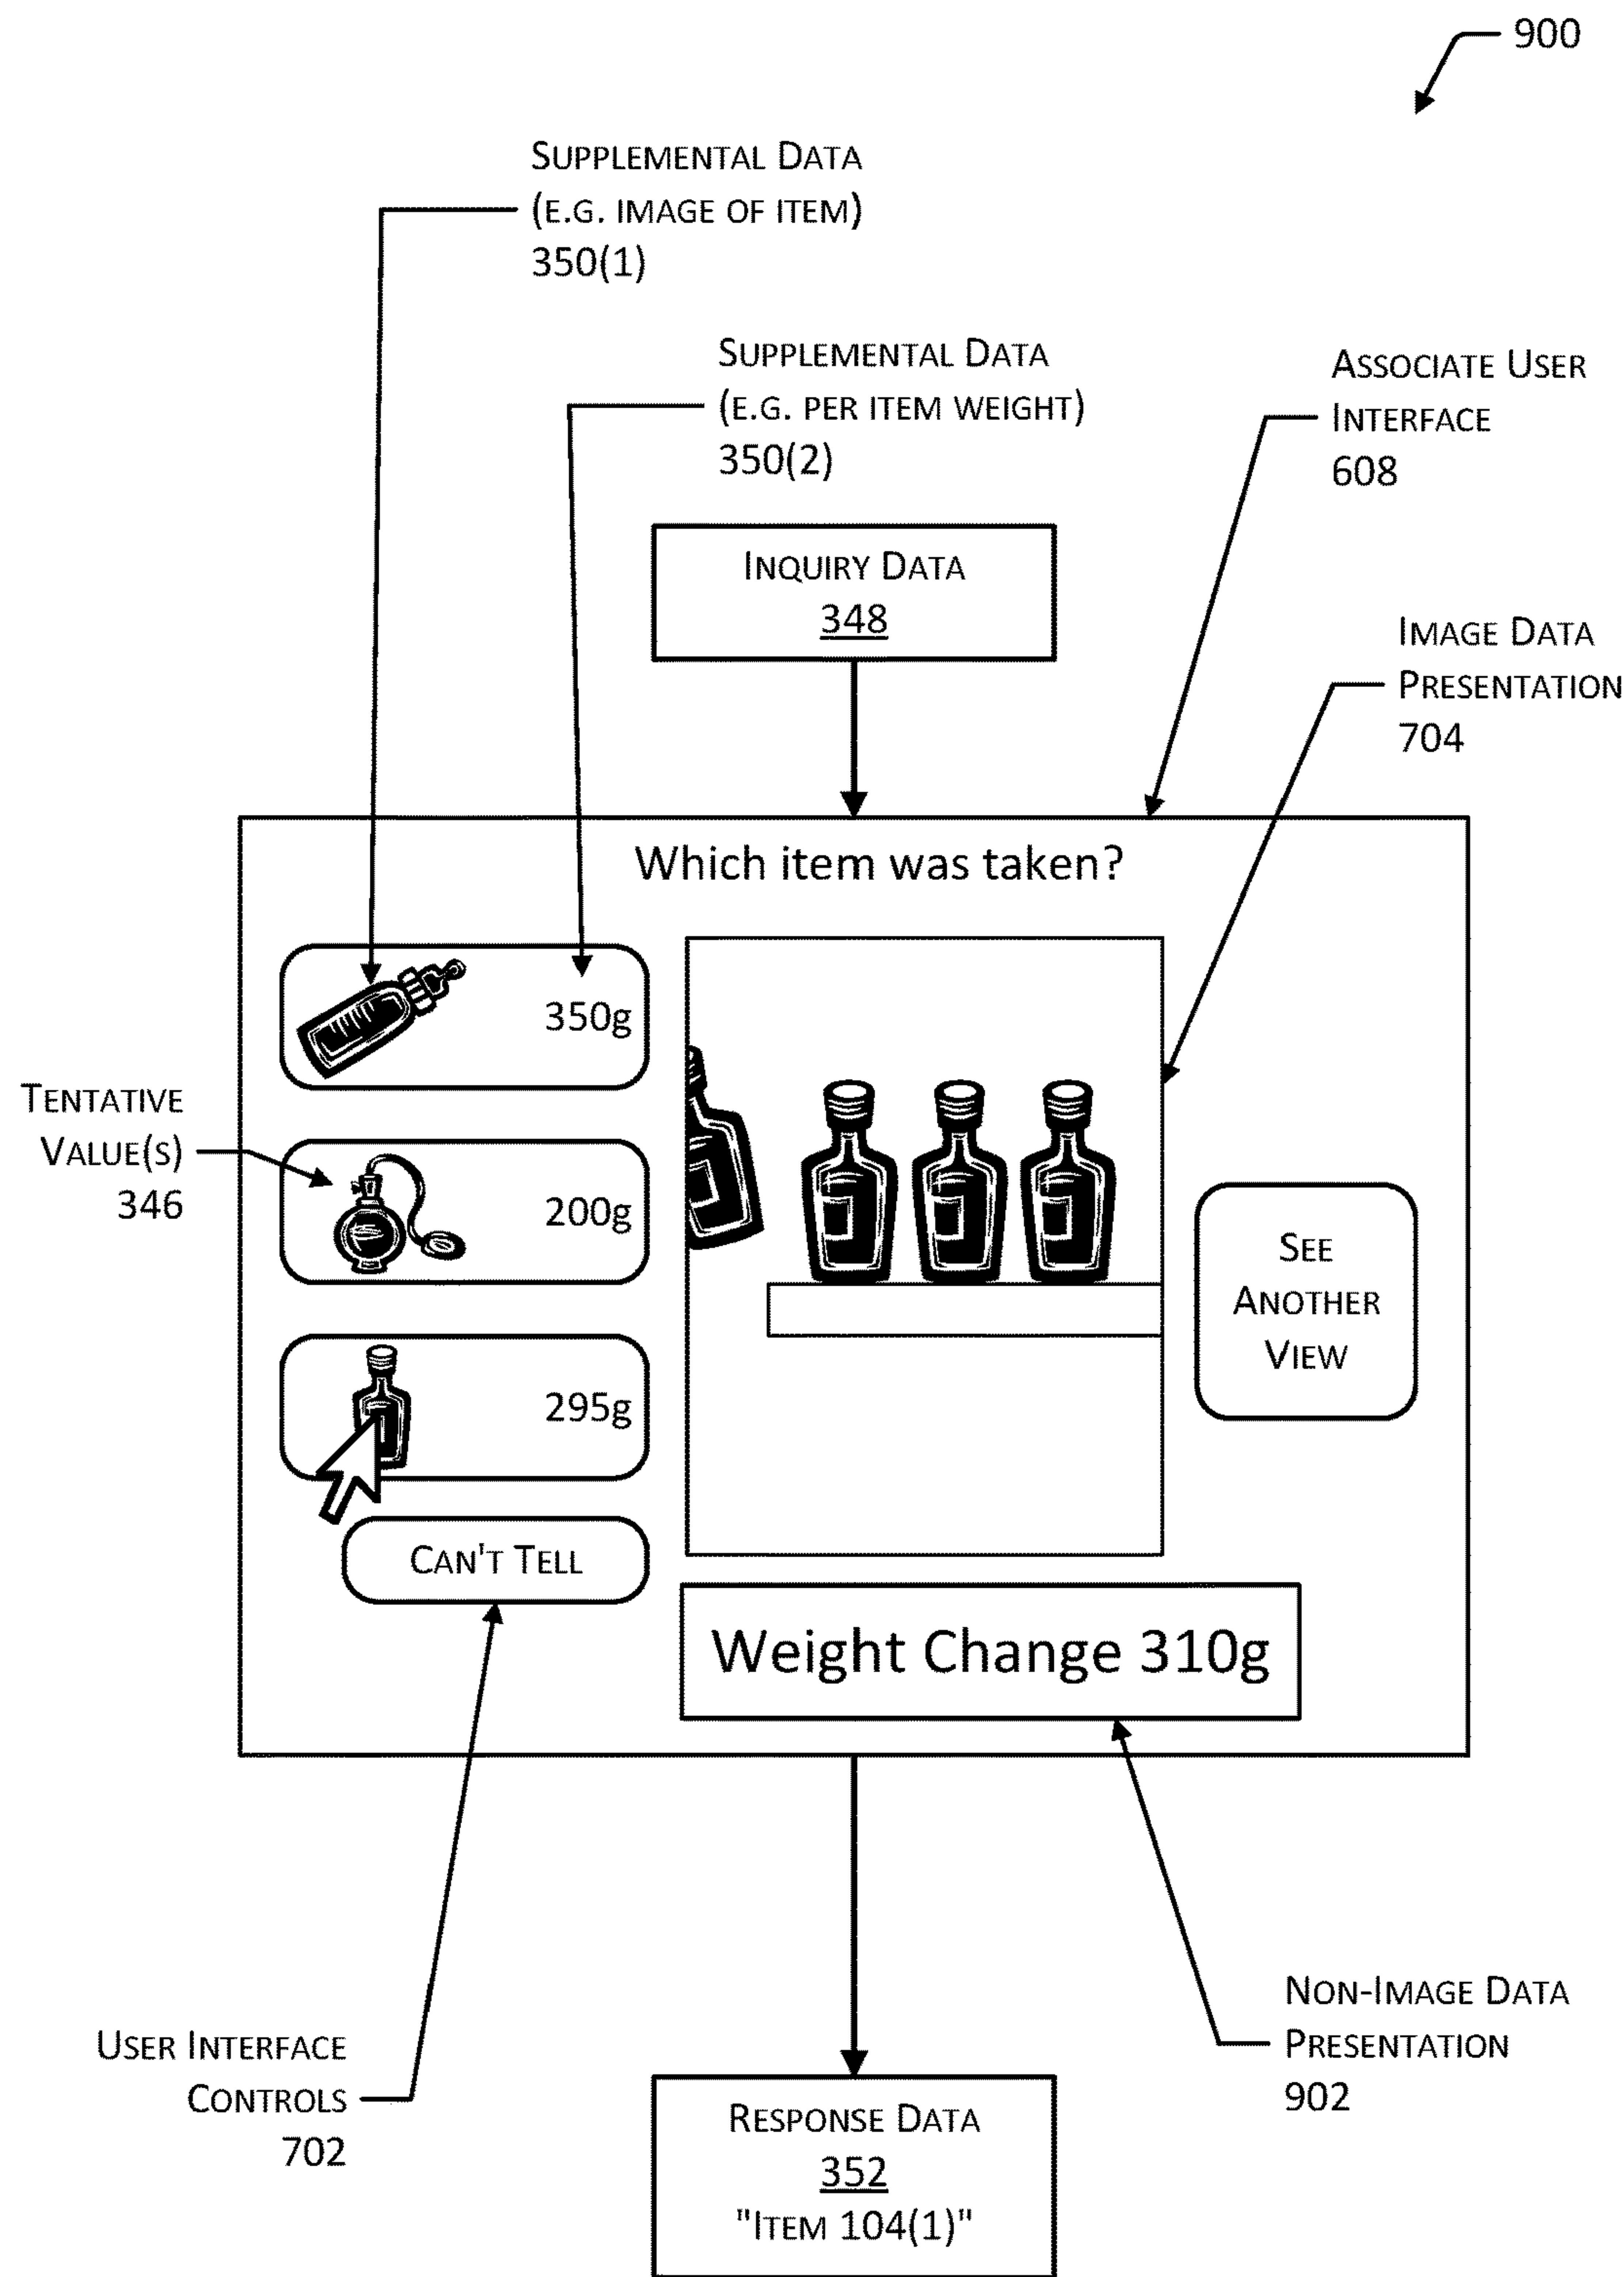 900
Supplemental Data
(e.g. image of item)
350(1)
Supplemental Data
(e.g. per item weight)
350(2)
Associate User
Interface
608
Inquiry Data
348
Image Data
Presentation
704
Which item was taken?
350g
Tentative
Value(s)
346
200g
See
Another
View
295g
Can't Tell
Weight Change 310g
User Interface
Controls
702
Non-Image Data
Presentation
902
Response Data
352
"Item 104(1)"